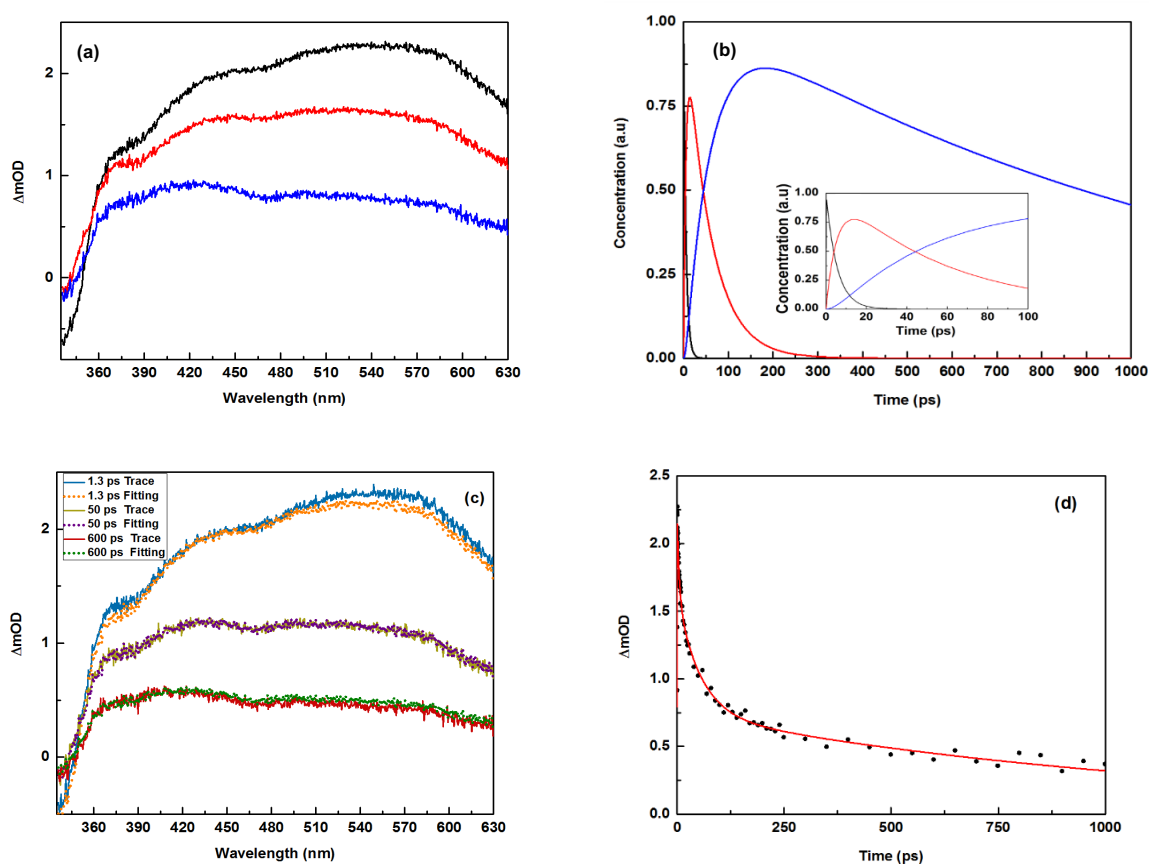 (a)
ΔmOD
2
1
0
360 390 420 450 480 510 540 570 600 630
Wavelength (nm)
(b)
Concentration (a.u)
1.00
0.75
0.50
0.25
0.00
0 100 200 300 400 500 600 700 800 900 1000
Time (ps)
Concentration (a.u)
1.00
0.75
0.50
0.25
0.00
0 20 40 60 80 100
Time (ps)
(c)
1.3 ps Trace
1.3 ps Fitting
50 ps Trace
50 ps Fitting
600 ps Trace
600 ps Fitting
ΔmOD
2
1
0
360 390 420 450 480 510 540 570 600 630
Wavelength (nm)
(d)
ΔmOD
2.5
2.0
1.5
1.0
0.5
0.0
0 250 500 750 1000
Time (ps)